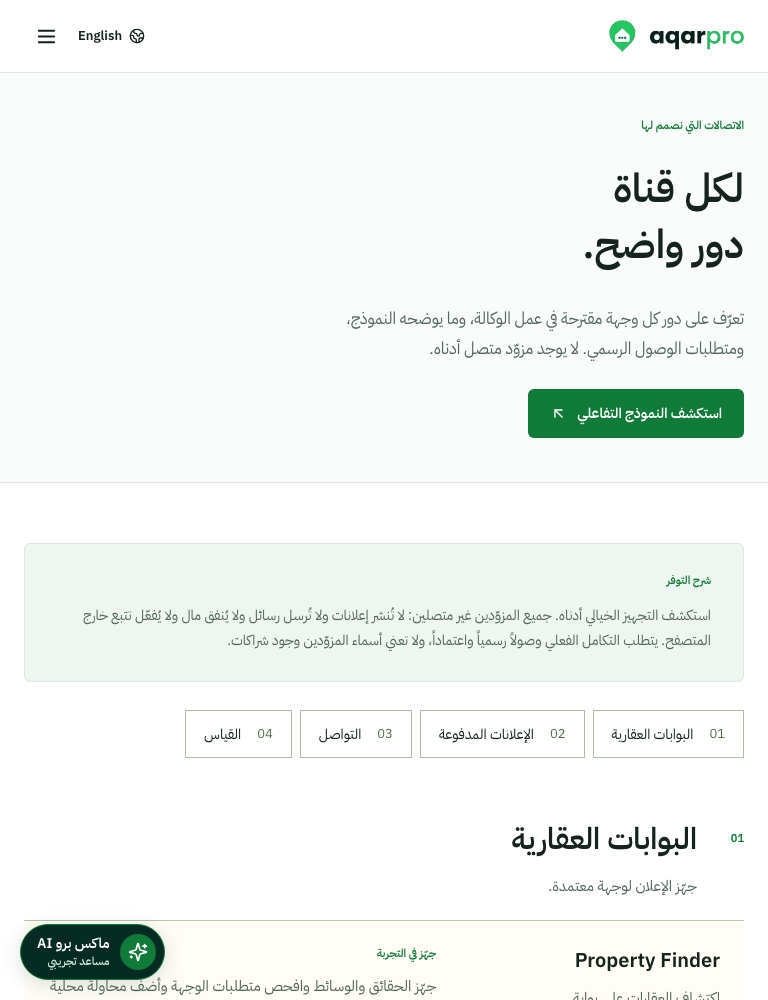 aqarpro
English
الاتصالات التي نصمم لها
لكل قناة
دور واضح.
تعرّف على دور كل وجهة مقترحة في عمل الوكالة، وما يوضحه النموذج،
ومتطلبات الوصول الرسمي. لا يوجد مزوّد متصل أدناه.
استكشف النموذج التفاعلي
شرح التوفر
استكشف التجهيز الخيالي أدناه. جميع المزوّدين غير متصلين: لا تُنشر إعلانات ولا تُرسل رسائل ولا يُنفق مال ولا يُفعّل تتبع خارج
المتصفح. يتطلب التكامل الفعلي وصولاً رسمياً واعتماداً، ولا تعني أسماء المزوّدين وجود شراكات.
01 البوابات العقارية
02 الإعلانات المدفوعة
03 التواصل
04 القياس
01
البوابات العقارية
جهّز الإعلان لوجهة معتمدة.
Property Finder
جهّز في التجربة
جهّز الحقائق والوسائط وافحص متطلبات الوجهة وأضف محاولة محلية
ماكس برو AI
مساعد تجريبي